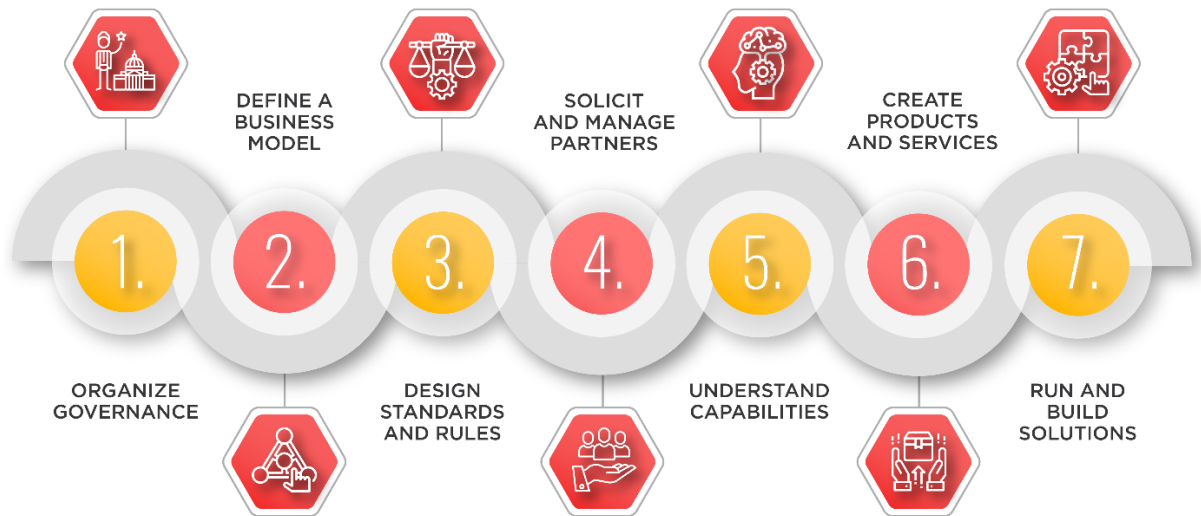 1.
ORGANIZE
GOVERNANCE
2.
DEFINE A
BUSINESS
MODEL
3.
DESIGN
STANDARDS
AND RULES
4.
SOLICIT
AND MANAGE
PARTNERS
5.
UNDERSTAND
CAPABILITIES
6.
CREATE
PRODUCTS
AND SERVICES
7.
RUN AND
BUILD
SOLUTIONS